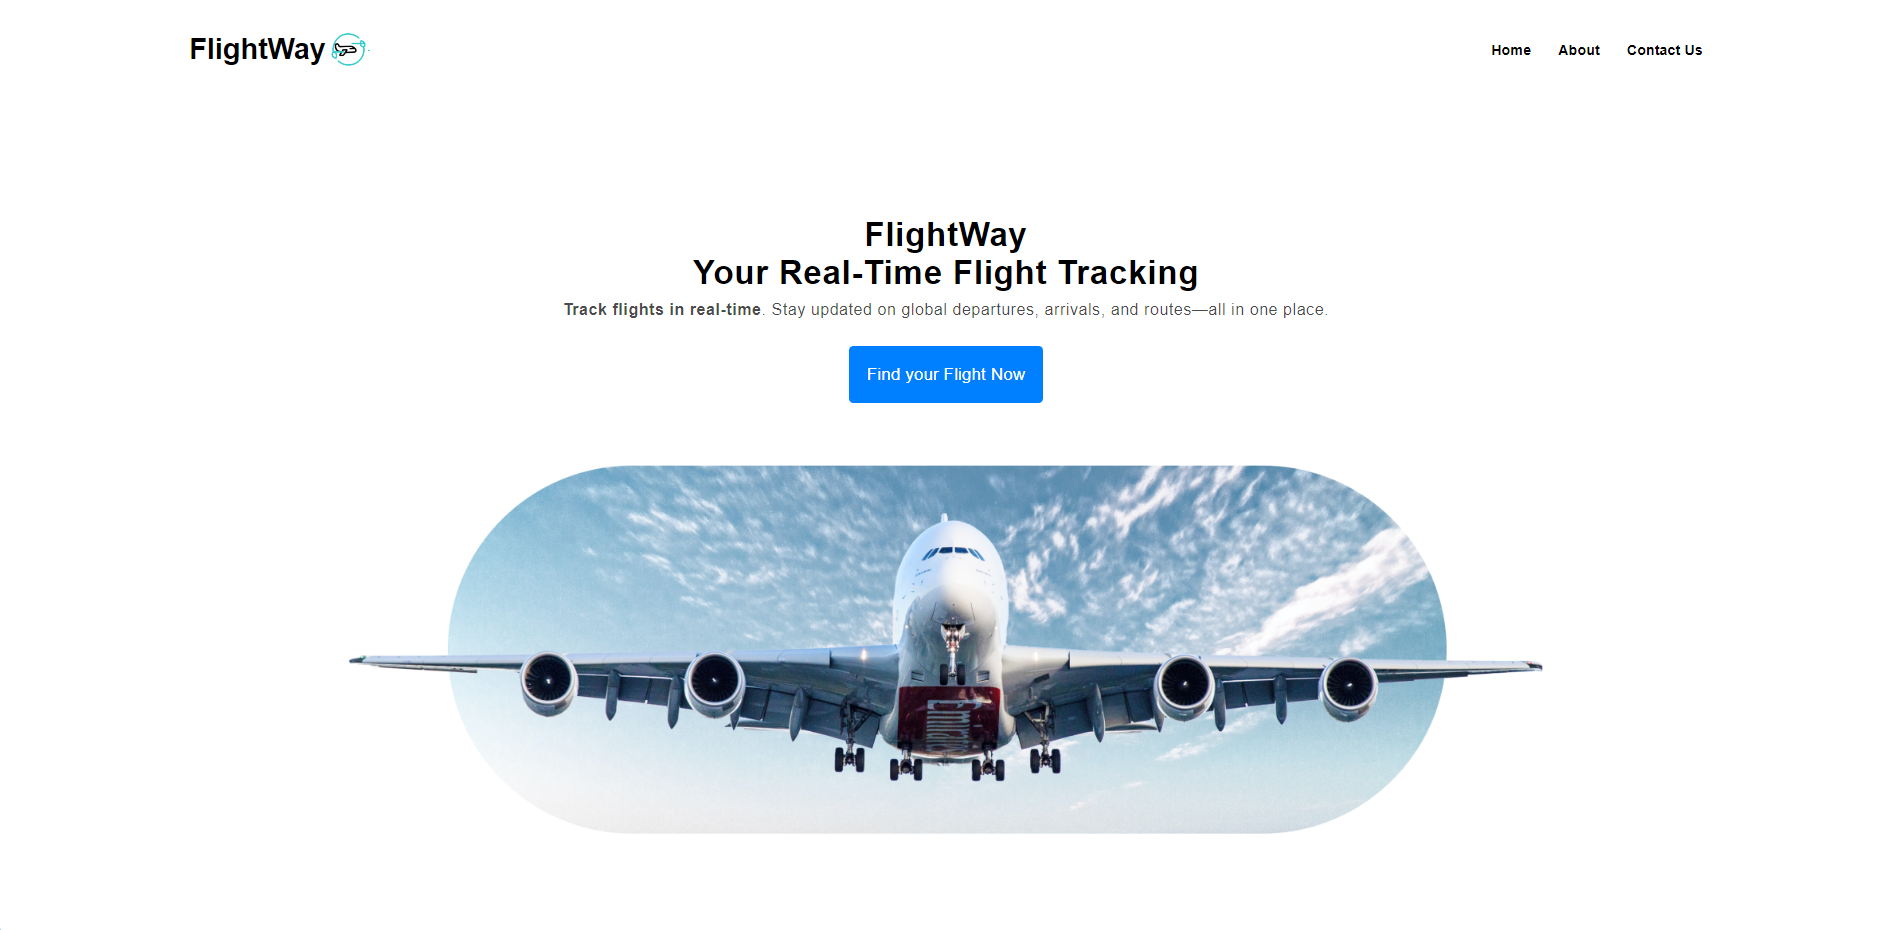 FlightWay
Home About Contact Us
FlightWay
Your Real-Time Flight Tracking
Track flights in real-time. Stay updated on global departures, arrivals, and routes—all in one place.
Find your Flight Now